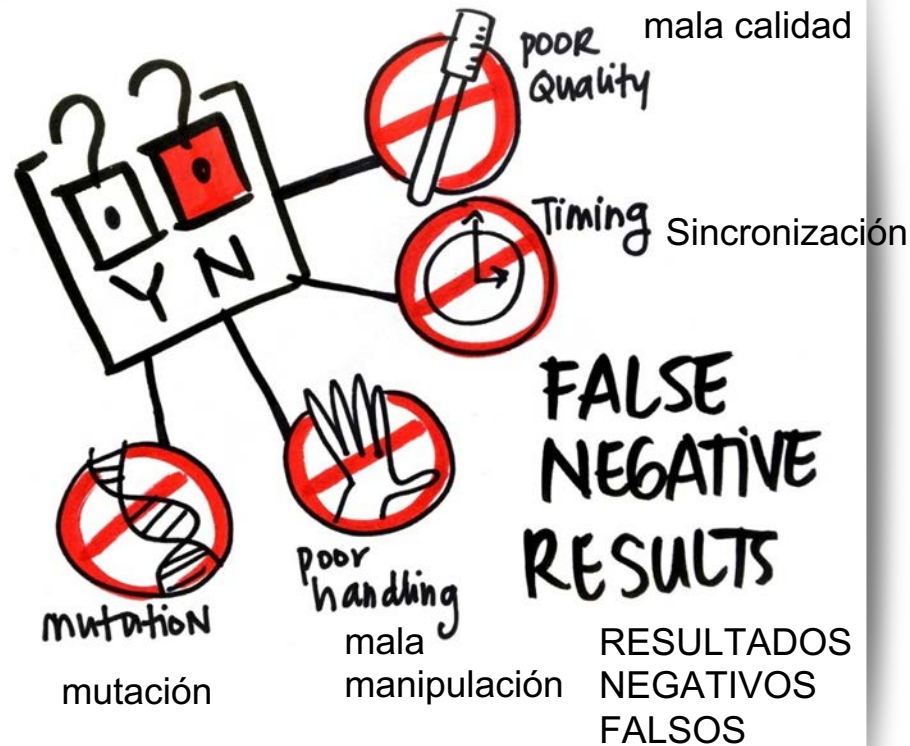 mala calidad
POOR
Quality
? ?
Y N
Timing
Sincronización
FALSE
NEGATIVE
RESULTS
poor
handling
mutation
mala
manipulación
mutación
RESULTADOS
NEGATIVOS
FALSOS